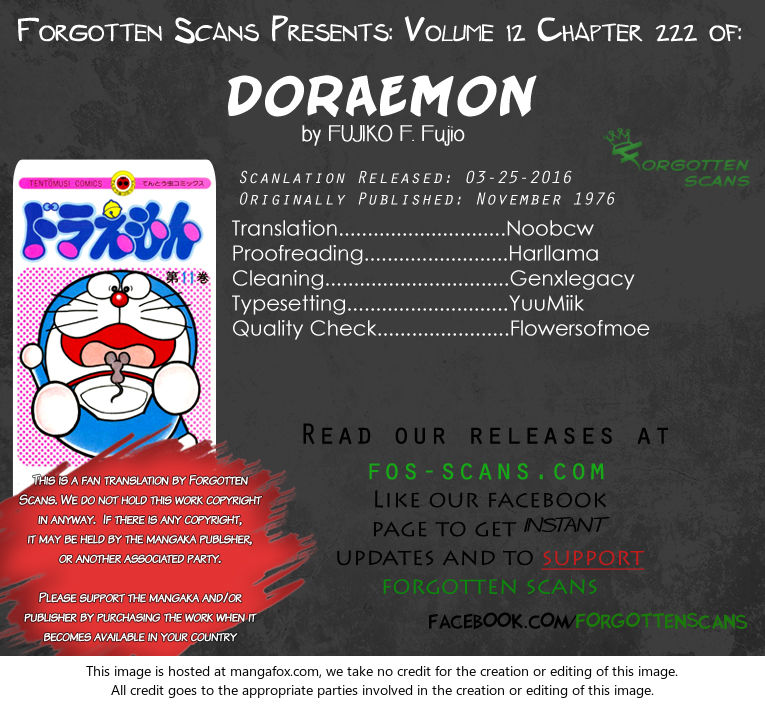 Forgotten Scans Presents: Volume 12 Chapter 222 of:
DORAEMON
by FUJIKO F. Fujio
FORGOTTEN
SCANS
Scanlation Released: 03-25-2016
Originally Published: November 1976
Translation.............................Noobcw
Proofreading.........................Harllama
Cleaning................................Genxlegacy
Typesetting............................YuuMiik
Quality Check.......................Flowersofmoe
TENTOMUSI COMICS てんとう虫コミックス
ドラえもん
第11巻
Read our releases at
fos-scans.com
Like our facebook
page to get INSTANT
updates and to support
forgotten scans
facebook.com/forgottenscans
This is a fan translation by Forgotten
Scans. We do not hold this work copyright
in anyway. If there is any copyright,
it may be held by the mangaka publsher,
or another associated party.
Please support the mangaka and/or
publisher by purchasing the work when it
becomes available in your country
This image is hosted at mangafox.com, we take no credit for the creation or editing of this image.
All credit goes to the appropriate parties involved in the creation or editing of this image.